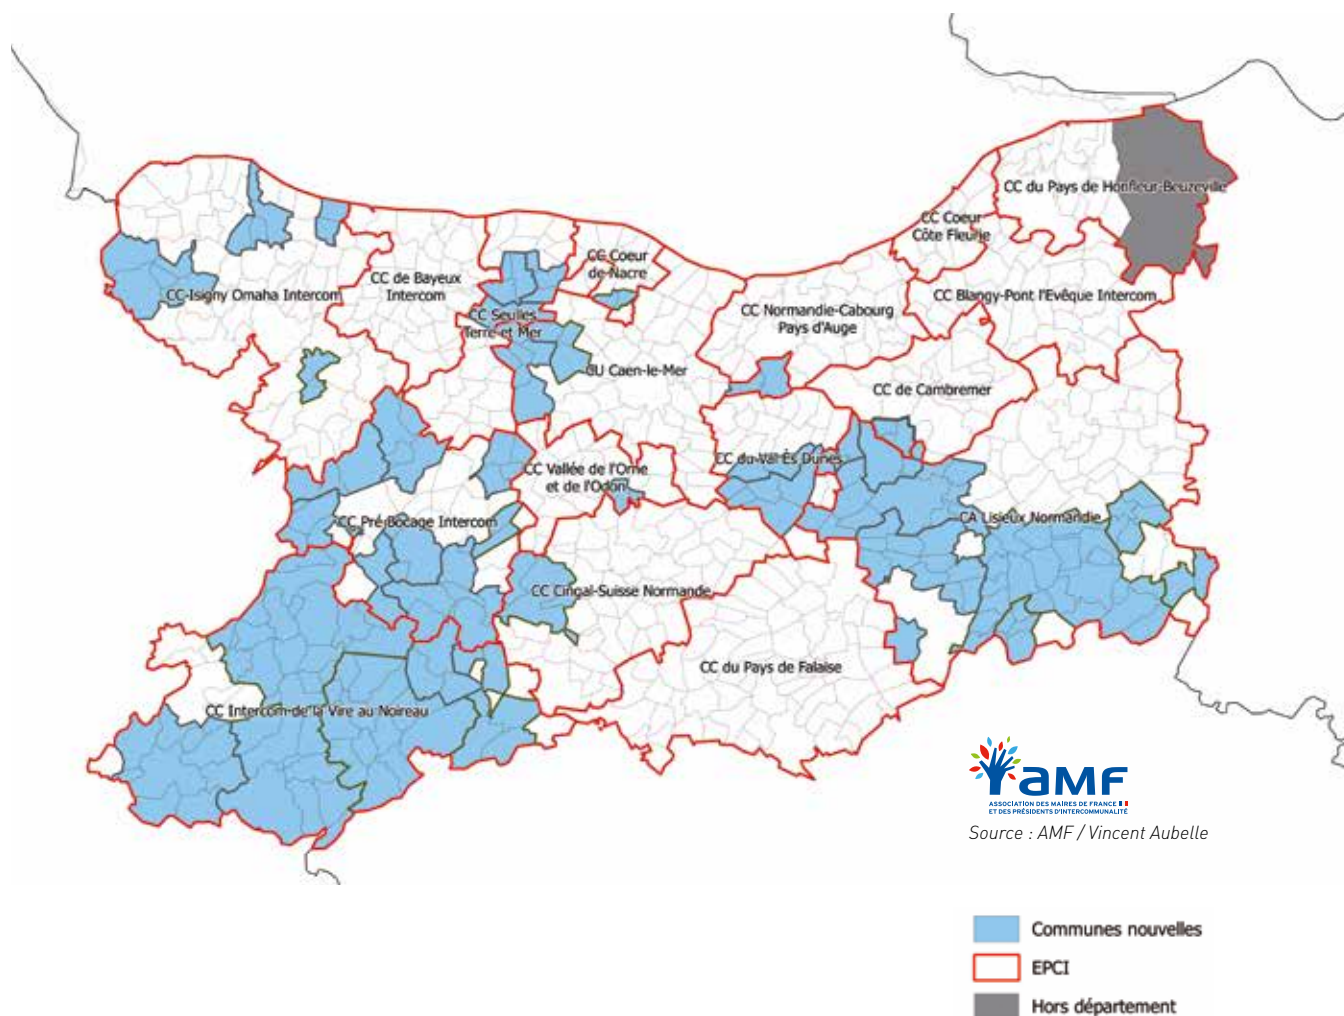 CC du Pays de Honfleur-Beuzeville
CC Coeur
Côte Fleurie
CC Coeur
de Nacre
CC de Bayeux
Intercom
CC Isigny Omaha Intercom
CC Blangy-Pont l'Evêque Intercom
CC Normandie-Cabourg
Pays d'Auge
CC Seulles
Terre et Mer
CU Caen-le-Mer
CC de Cambremer
CC du Val Ès Dunes
CC Vallée de l'Orne
et de l'Odon
CC Pré Bocage Intercom
CA Lisieux Normandie
CC Cingal-Suisse Normande
CC du Pays de Falaise
CC Intercom de la Vire au Noireau
aMF
ASSOCIATION DES MAIRES DE FRANCE
ET DES PRÉSIDENTS D'INTERCOMMUNALITÉ
Source : AMF / Vincent Aubelle
Communes nouvelles
EPCI
Hors département